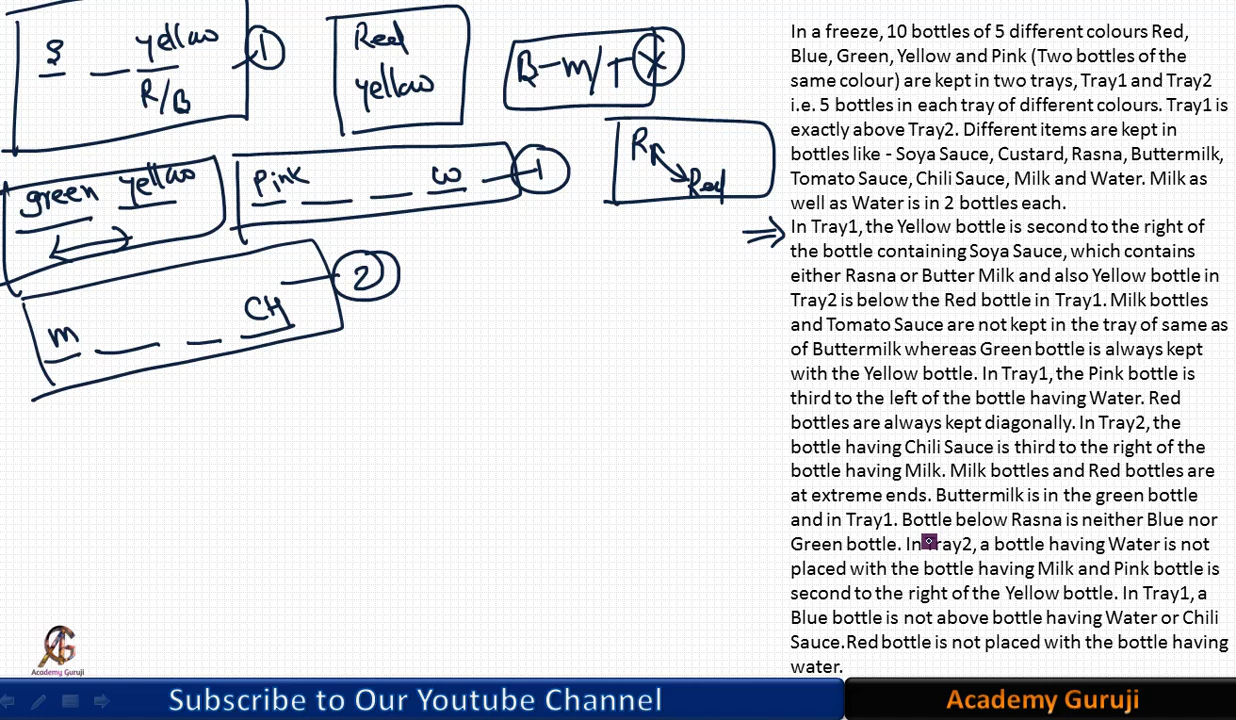 S _ yellow ①
R/B
Red
yellow
B-m/T X
R
Red
green yellow
Pink _ _ W ①
m _ _ CH ②
In a freeze, 10 bottles of 5 different colours Red,
Blue, Green, Yellow and Pink (Two bottles of the
same colour) are kept in two trays, Tray1 and Tray2
i.e. 5 bottles in each tray of different colours. Tray1 is
exactly above Tray2. Different items are kept in
bottles like - Soya Sauce, Custard, Rasna, Buttermilk,
Tomato Sauce, Chili Sauce, Milk and Water. Milk as
well as Water is in 2 bottles each.
In Tray1, the Yellow bottle is second to the right of
the bottle containing Soya Sauce, which contains
either Rasna or Butter Milk and also Yellow bottle in
Tray2 is below the Red bottle in Tray1. Milk bottles
and Tomato Sauce are not kept in the tray of same as
of Buttermilk whereas Green bottle is always kept
with the Yellow bottle. In Tray1, the Pink bottle is
third to the left of the bottle having Water. Red
bottles are always kept diagonally. In Tray2, the
bottle having Chili Sauce is third to the right of the
bottle having Milk. Milk bottles and Red bottles are
at extreme ends. Buttermilk is in the green bottle
and in Tray1. Bottle below Rasna is neither Blue nor
Green bottle. In Tray2, a bottle having Water is not
placed with the bottle having Milk and Pink bottle is
second to the right of the Yellow bottle. In Tray1, a
Blue bottle is not above bottle having Water or Chili
Sauce.Red bottle is not placed with the bottle having
water.
Academy Guruji
Subscribe to Our Youtube Channel
Academy Guruji